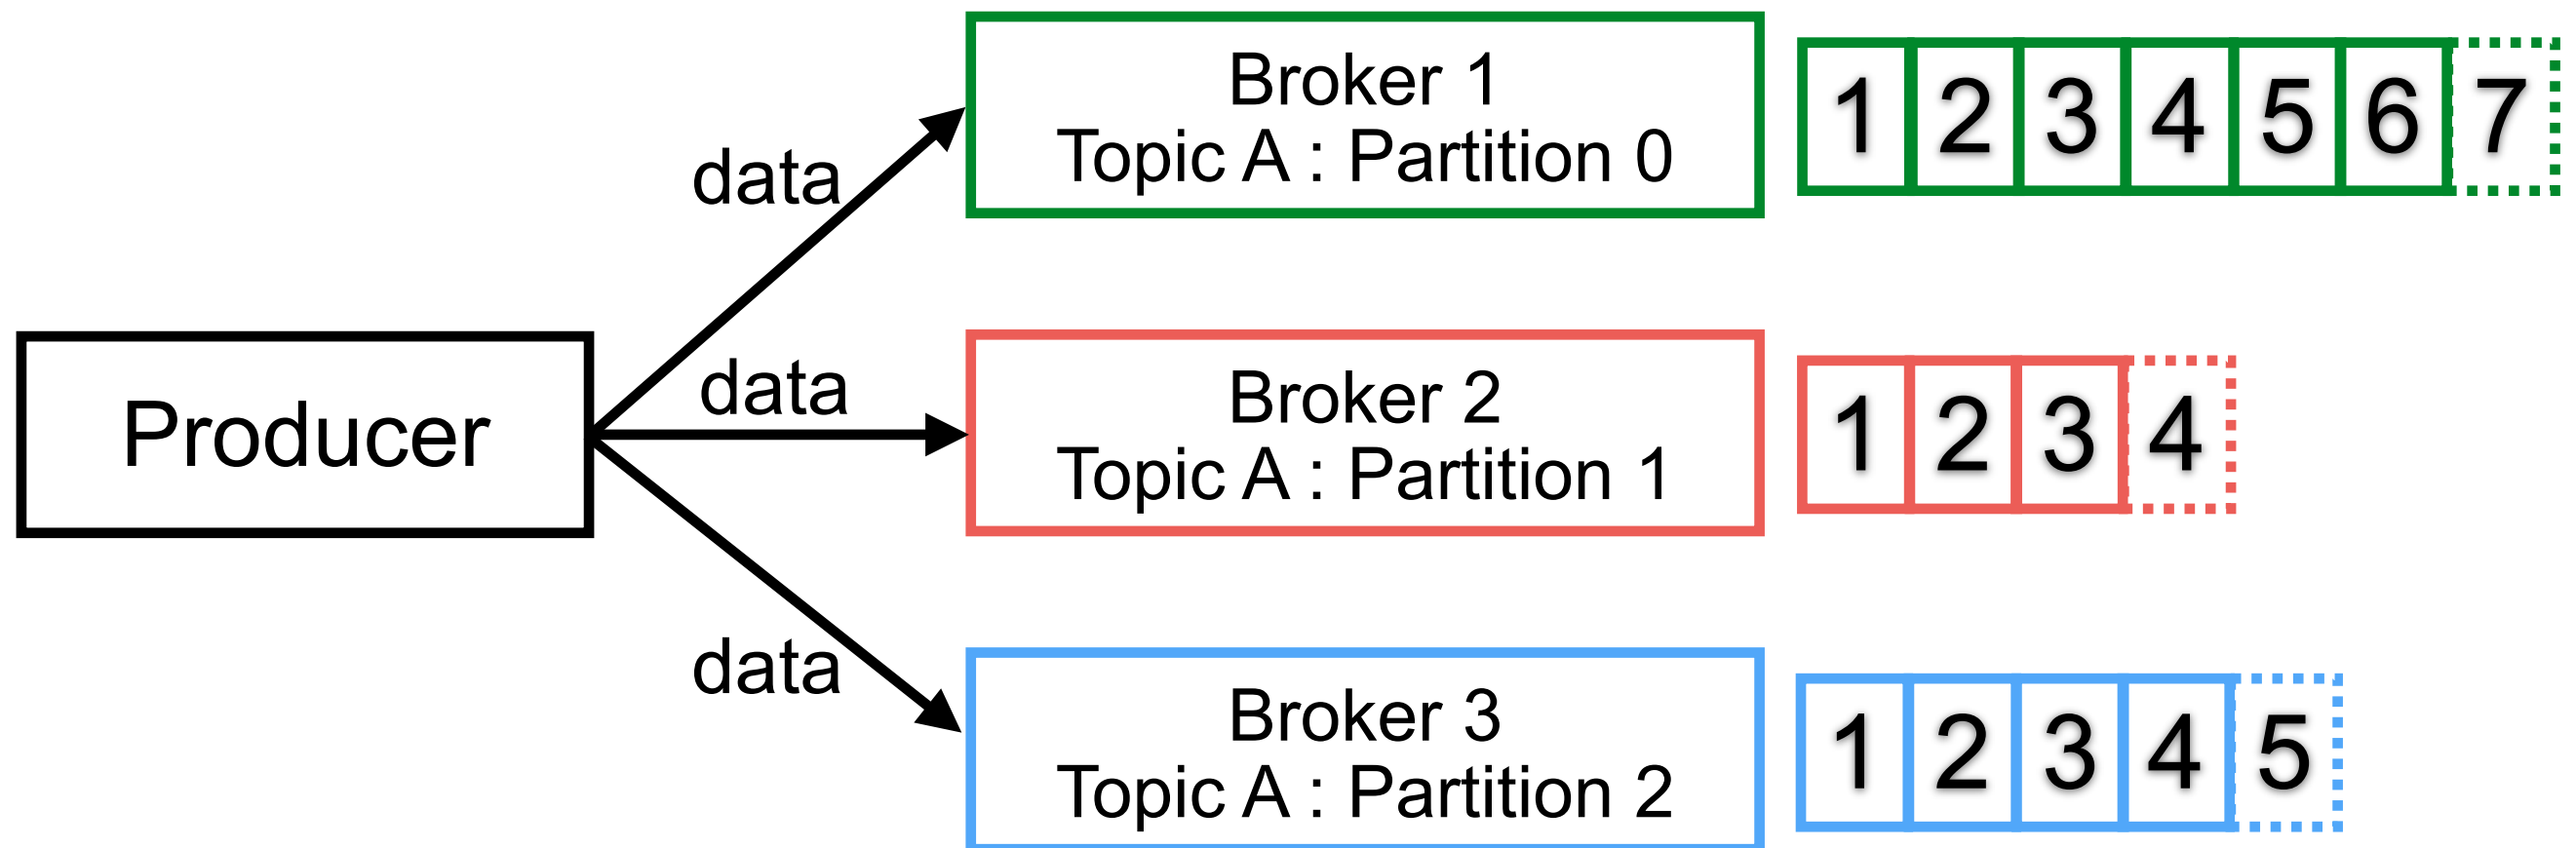 Broker 1
Topic A : Partition 0
1 2 3 4 5 6 7
data
Producer
data
Broker 2
Topic A : Partition 1
1 2 3 4
data
Broker 3
Topic A : Partition 2
1 2 3 4 5